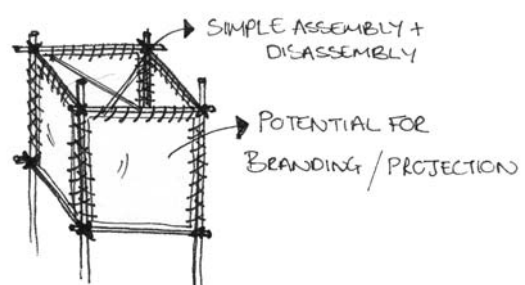 SIMPLE ASSEMBLY +
DISASSEMBLY
POTENTIAL FOR
BRANDING / PROJECTION